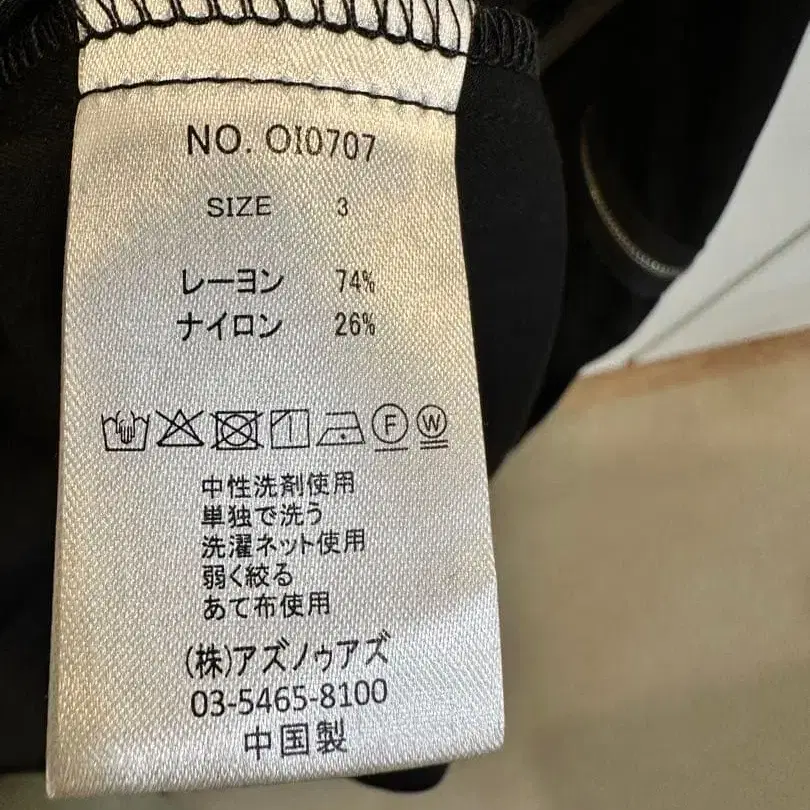 NO. OI0707
SIZE 3
レーヨン 74%
ナイロン 26%
F W
中性洗剤使用
単独で洗う
洗濯ネット使用
弱く絞る
あて布使用
(株)アズノゥアズ
03-5465-8100
中国製